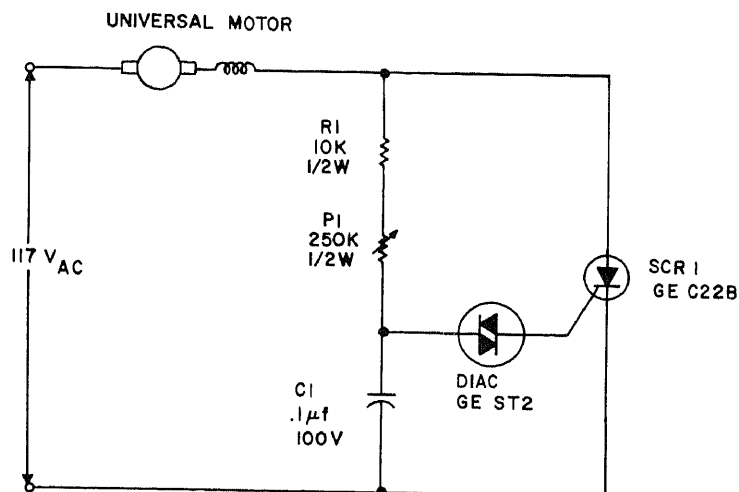 UNIVERSAL MOTOR
R1
10K
1/2W
P1
250K
1/2W
117 VAC
SCR 1
GE C22B
DIAC
GE ST2
C1
.1µf
100V